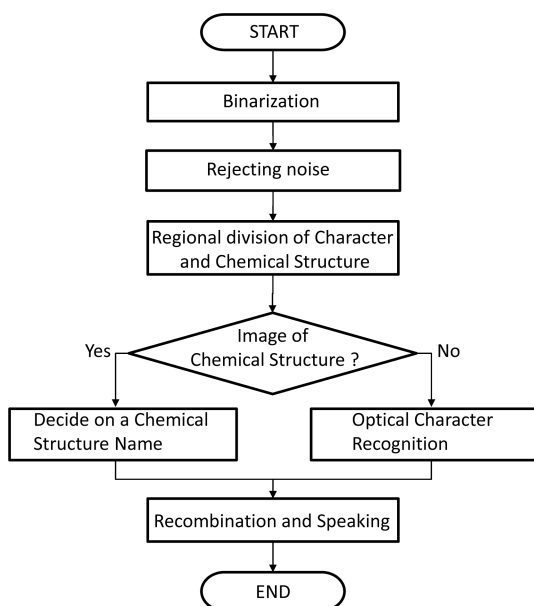 START
Binarization
Rejecting noise
Regional division of Character
and Chemical Structure
Image of
Chemical Structure ?
Yes
No
Decide on a Chemical
Structure Name
Optical Character
Recognition
Recombination and Speaking
END